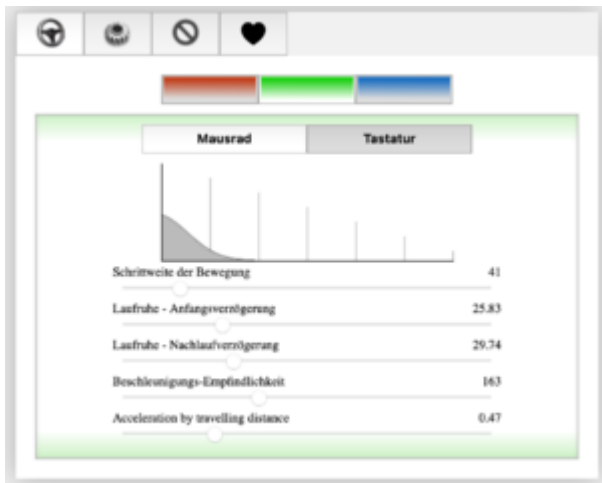 Mausrad
Tastatur
Schrittweite der Bewegung 41
Laufruhe - Anfangsverzögerung 25.83
Laufruhe - Nachlaufverzögerung 29.74
Beschleunigungs-Empfindlichkeit 163
Acceleration by travelling distance 0.47